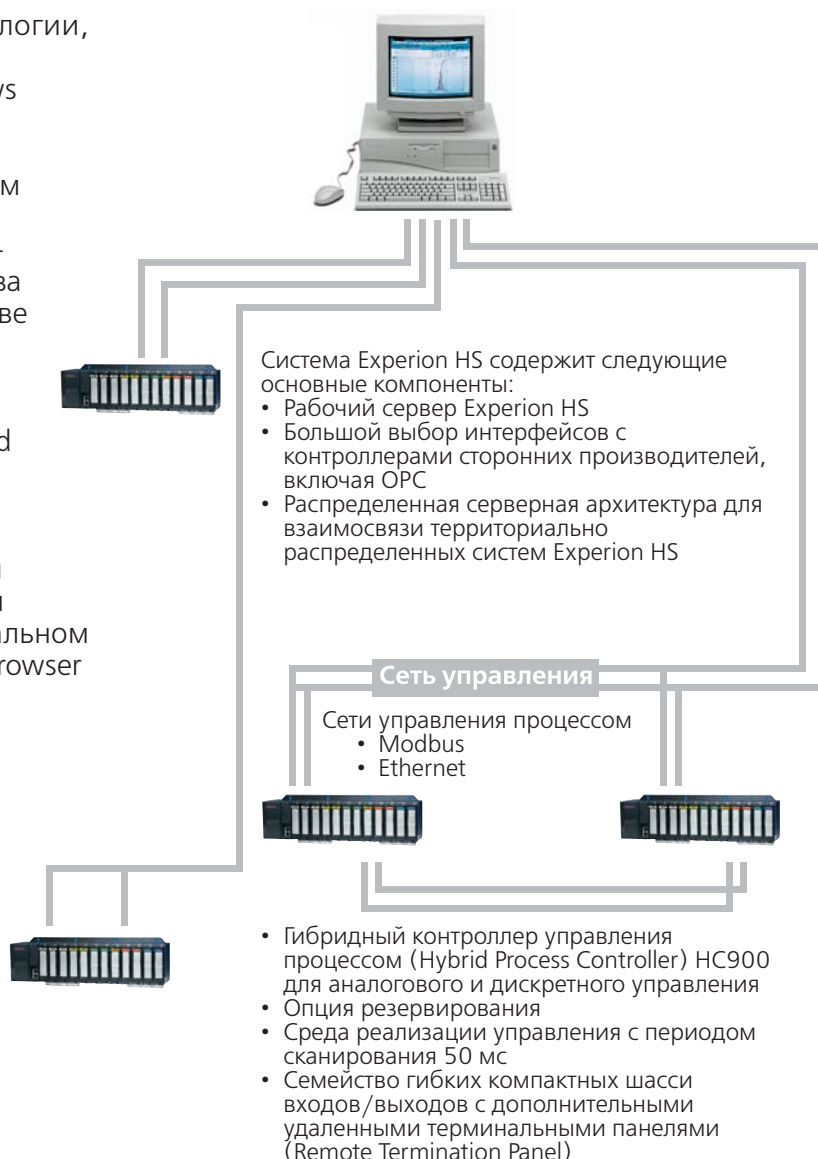 логии,
ws
м
ва
ве
d
альном
rowser
Система Experion HS содержит следующие
основные компоненты:
• Рабочий сервер Experion HS
• Большой выбор интерфейсов с
контроллерами сторонних производителей,
включая OPC
• Распределенная серверная архитектура для
взаимосвязи территориально
распределенных систем Experion HS
Сеть управления
Сети управления процессом
• Modbus
• Ethernet
• Гибридный контроллер управления
процессом (Hybrid Process Controller) HC900
для аналогового и дискретного управления
• Опция резервирования
• Среда реализации управления с периодом
сканирования 50 мс
• Семейство гибких компактных шасси
входов/выходов с дополнительными
удаленными терминальными панелями
(Remote Termination Panel)